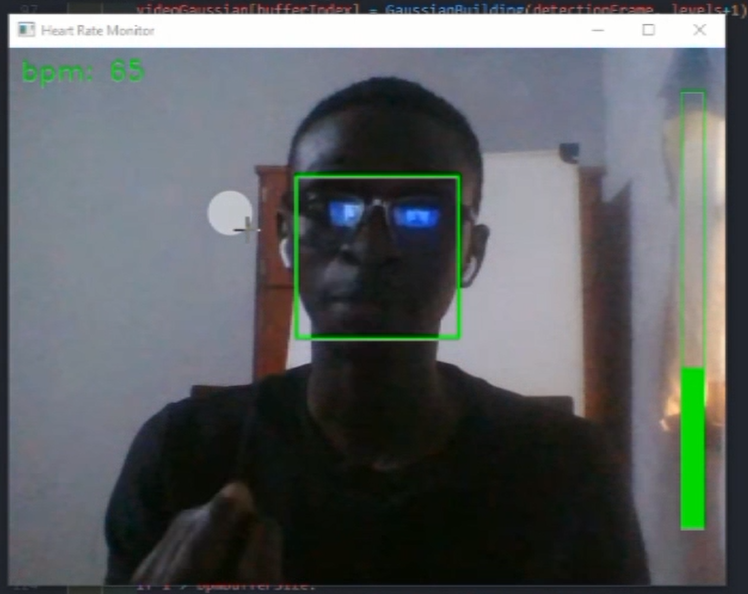 videoGaussian[bufferIndex] = GaussianBuilding(detectionFrame, levels+1)
Heart Rate Monitor
bpm: 65